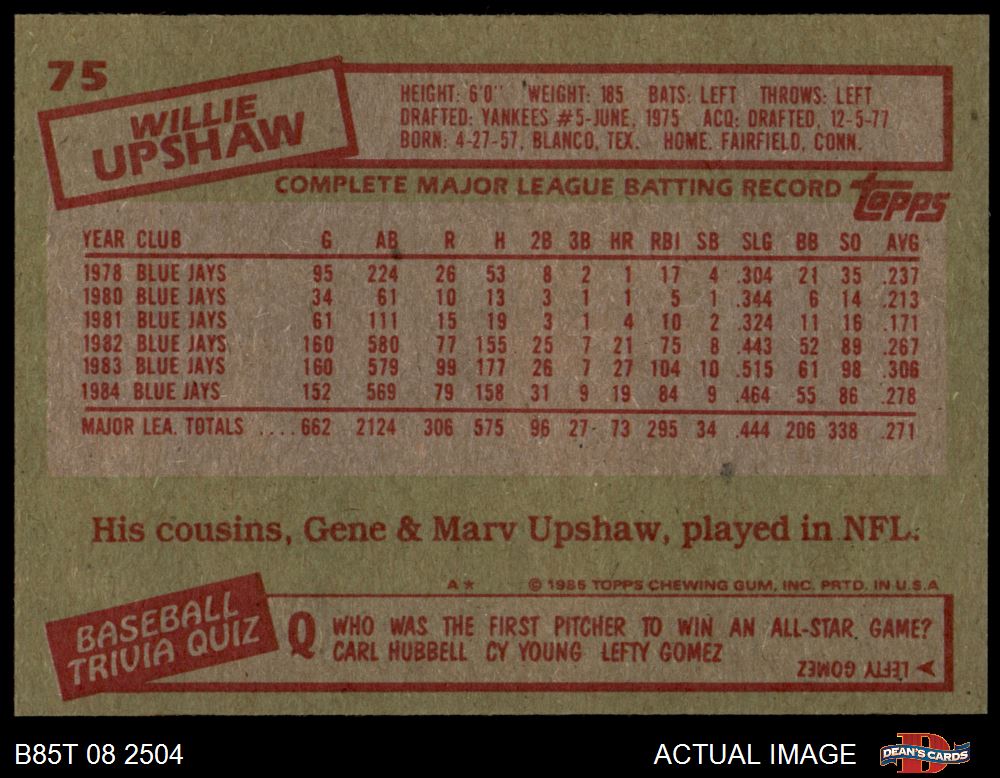 75
WILLIE
UPSHAW
HEIGHT: 6'0" WEIGHT: 185 BATS: LEFT THROWS: LEFT
DRAFTED: YANKEES #5-JUNE, 1975 ACQ: DRAFTED, 12-5-77
BORN: 4-27-57, BLANCO, TEX. HOME. FAIRFIELD, CONN.
COMPLETE MAJOR LEAGUE BATTING RECORD
topps
YEAR CLUB G AB R H 2B 3B HR RBI SB SLG BB SO AVG
1978 BLUE JAYS 95 224 26 53 8 2 1 17 4 .304 21 35 .237
1980 BLUE JAYS 34 61 10 13 3 1 1 5 1 .344 6 14 .213
1981 BLUE JAYS 61 111 15 19 3 1 4 10 2 .324 11 16 .171
1982 BLUE JAYS 160 580 77 155 25 7 21 75 8 .443 52 89 .267
1983 BLUE JAYS 160 579 99 177 26 7 27 104 10 .515 61 98 .306
1984 BLUE JAYS 152 569 79 158 31 9 19 84 9 .464 55 86 .278
MAJOR LEA. TOTALS ....662 2124 306 575 96 27 73 295 34 .444 206 338 .271
His cousins, Gene & Marv Upshaw, played in NFL.
A* © 1985 TOPPS CHEWING GUM, INC. PRTD. IN U.S.A
BASEBALL
TRIVIA QUIZ
Q WHO WAS THE FIRST PITCHER TO WIN AN ALL-STAR GAME?
CARL HUBBELL CY YOUNG LEFTY GOMEZ
LEFTY GOMEZ
B85T 08 2504
ACTUAL IMAGE
DEAN'S CARDS